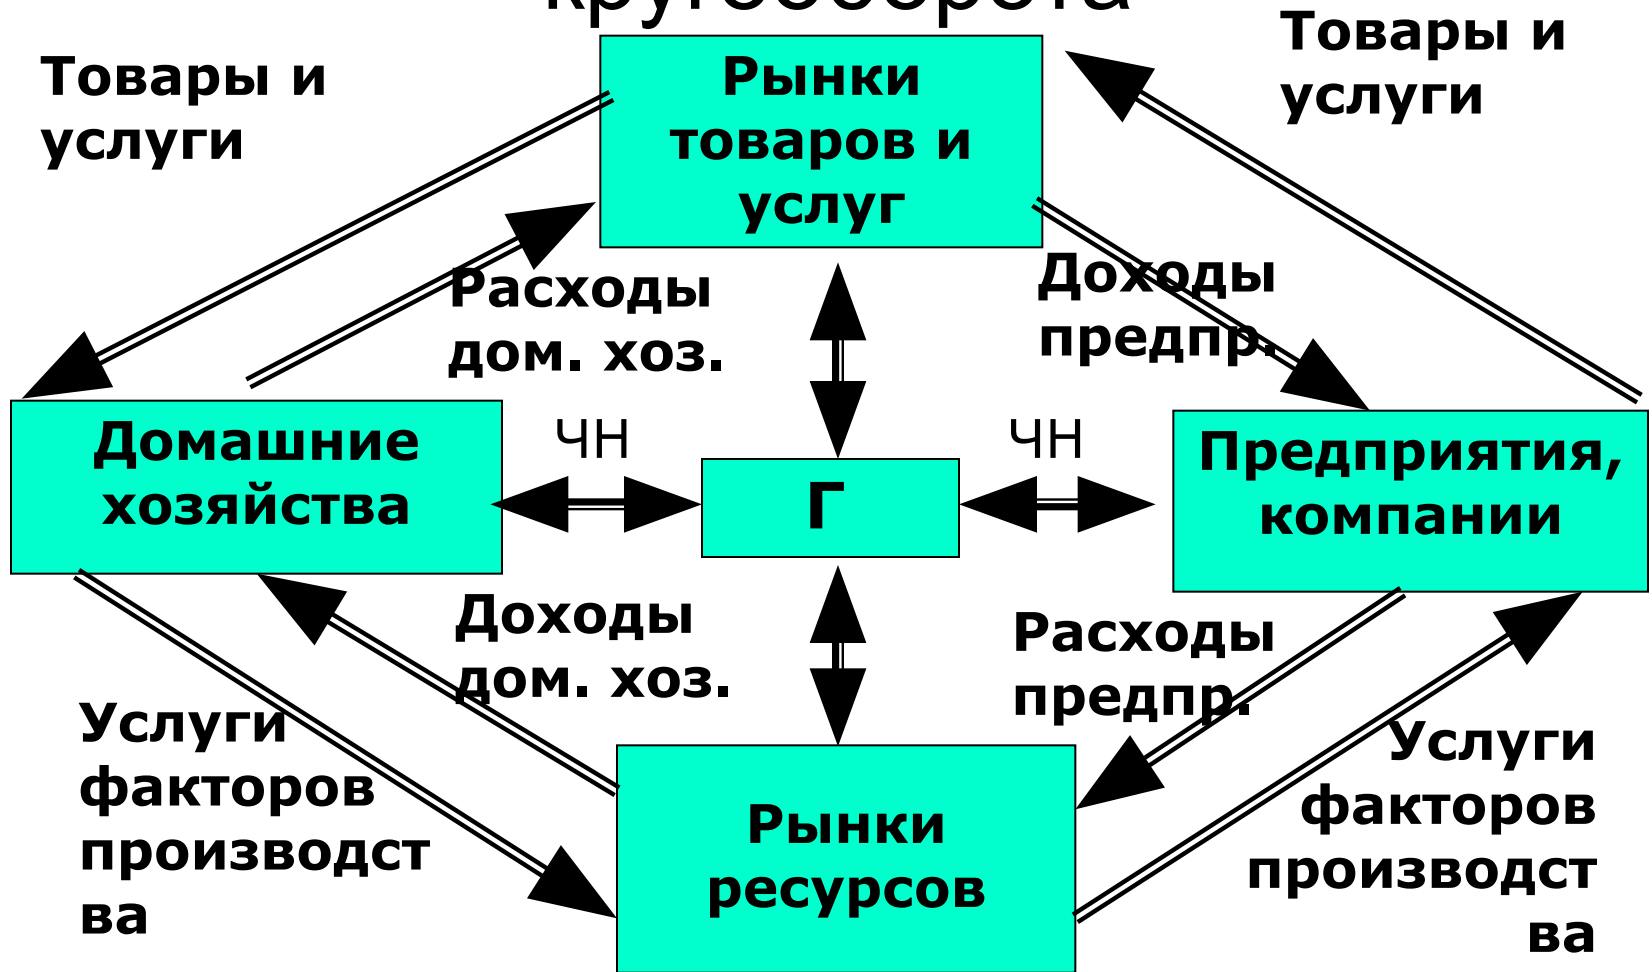 кругооборота
Товары и
услуги
Рынки
товаров и
услуг
Товары и
услуги
Расходы
дом. хоз.
Доходы
предпр.
Домашние
хозяйства
ЧН
Г
ЧН
Предприятия,
компании
Доходы
дом. хоз.
Расходы
предпр.
Услуги
факторов
производст
ва
Рынки
ресурсов
Услуги
факторов
производст
ва